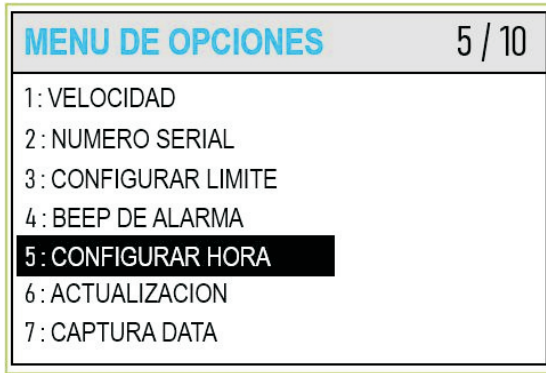 MENU DE OPCIONES 5 / 10
1 : VELOCIDAD
2 : NUMERO SERIAL
3 : CONFIGURAR LIMITE
4 : BEEP DE ALARMA
5 : CONFIGURAR HORA
6 : ACTUALIZACION
7 : CAPTURA DATA